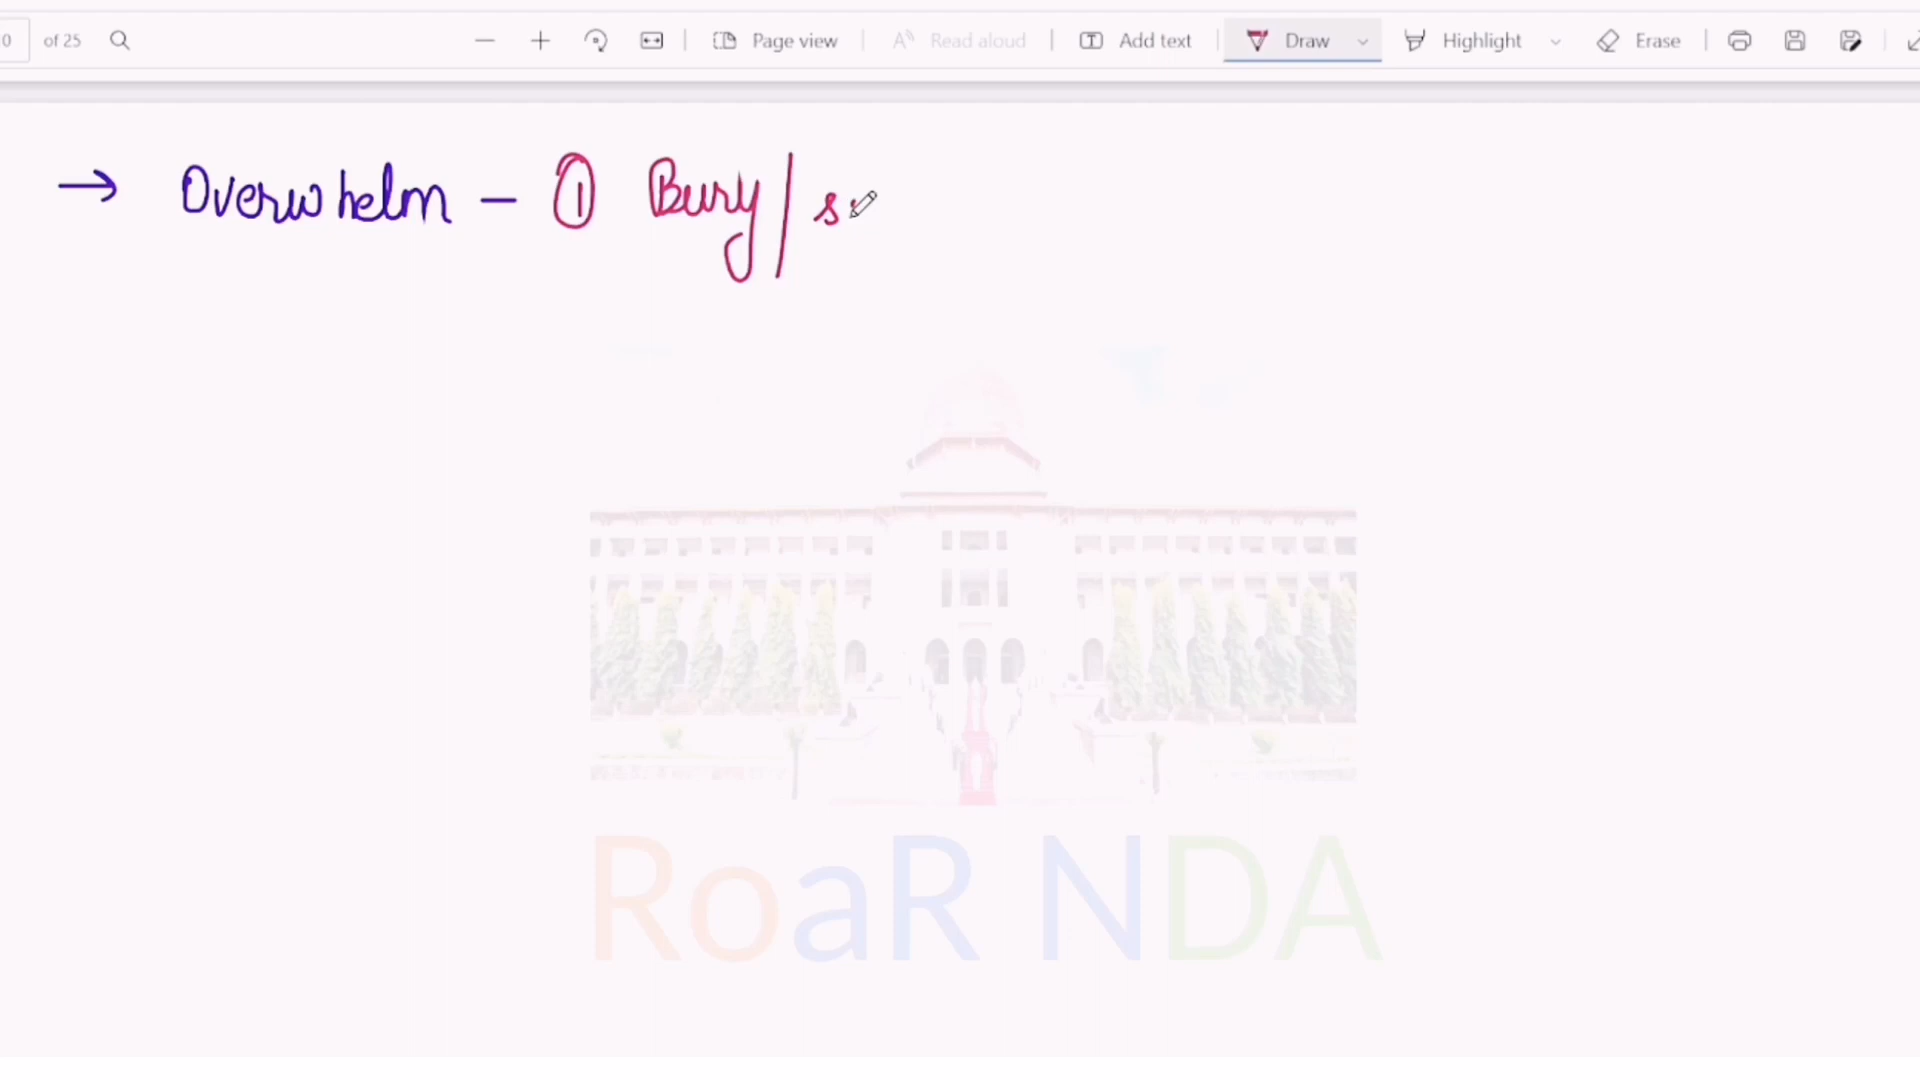 0 of 25 Page view Read aloud Add text Draw Highlight Erase
→ Overwhelm – ① Bury/ s
RoaR NDA